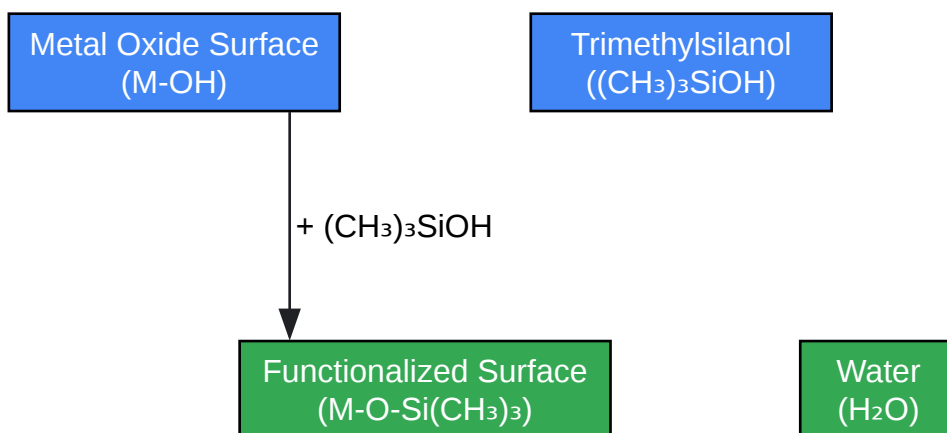 Metal Oxide Surface
(M-OH)
Trimethylsilanol
((CH₃)₃SiOH)
+ (CH₃)₃SiOH
Functionalized Surface
(M-O-Si(CH₃)₃)
Water
(H₂O)